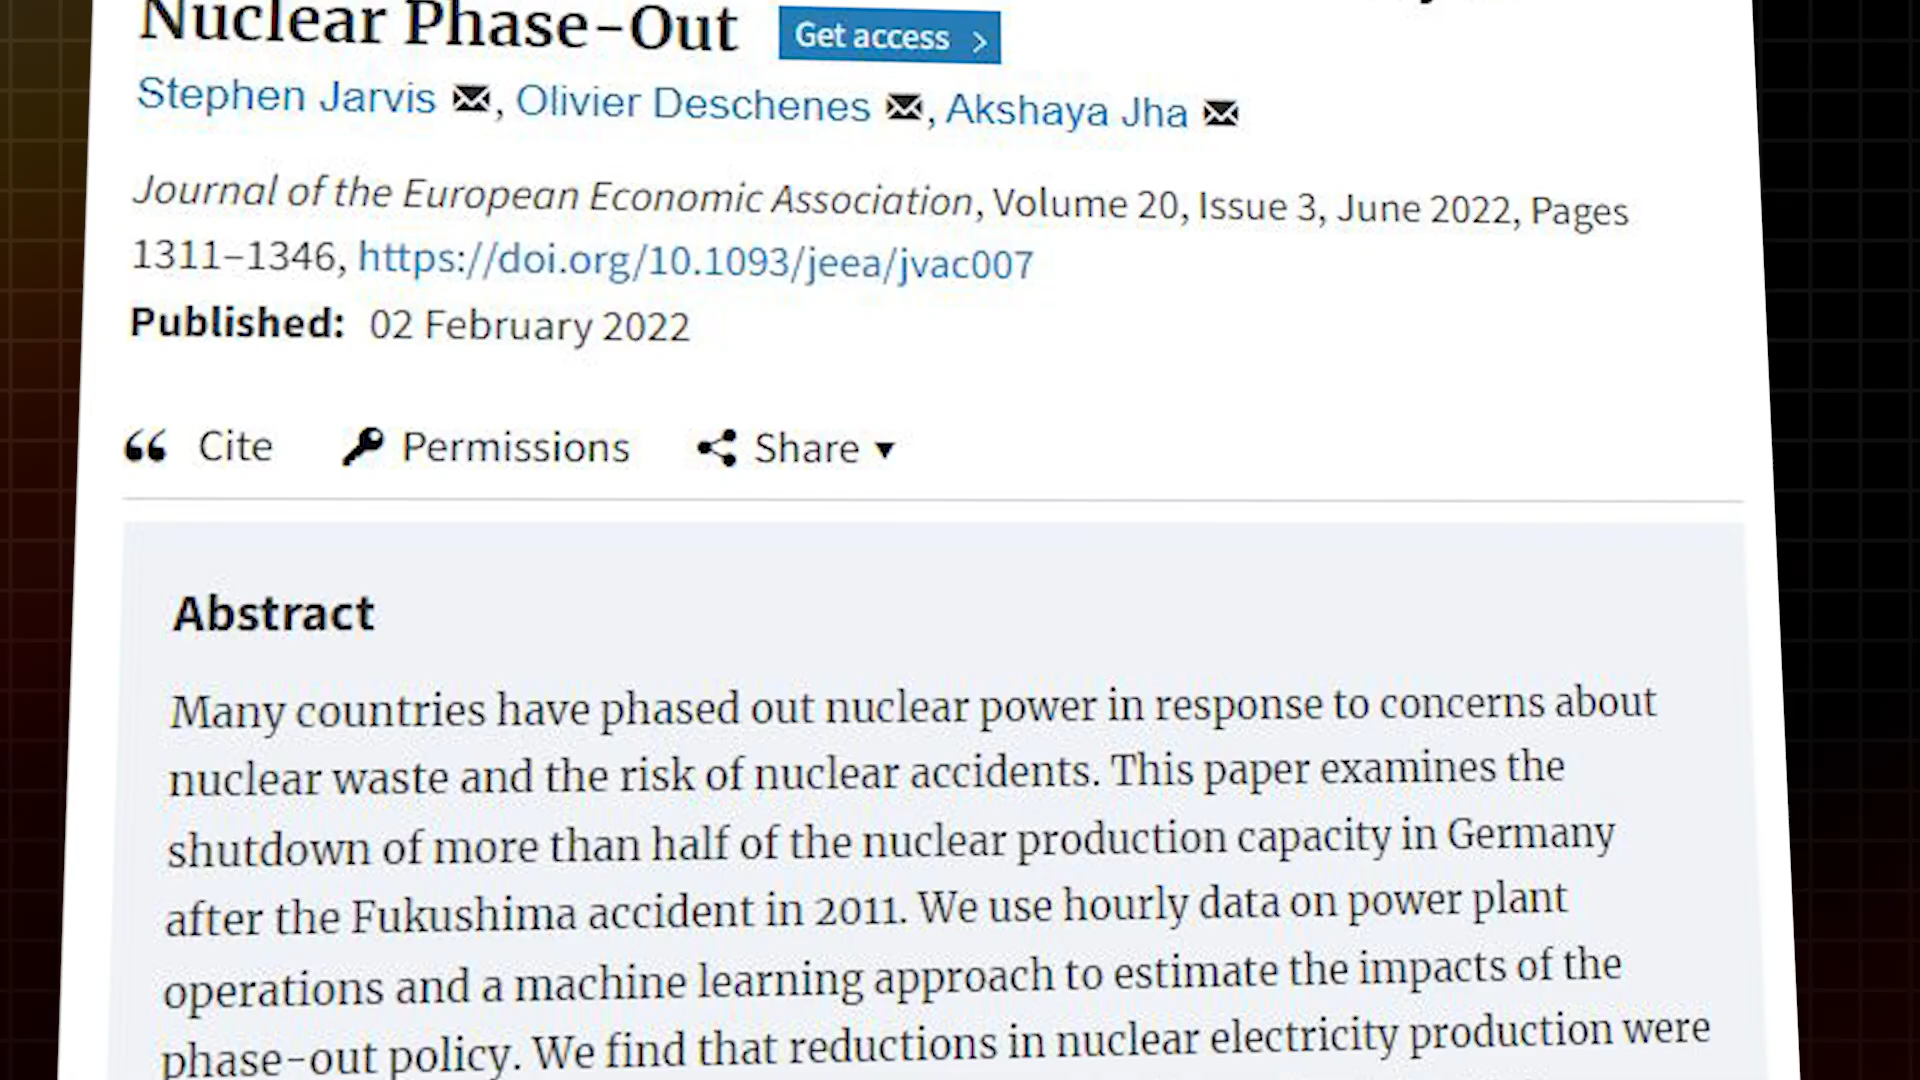 Nuclear Phase-Out Get access >
Stephen Jarvis, Olivier Deschenes, Akshaya Jha
Journal of the European Economic Association, Volume 20, Issue 3, June 2022, Pages
1311–1346, https://doi.org/10.1093/jeea/jvac007
Published: 02 February 2022
Cite Permissions Share
Abstract
Many countries have phased out nuclear power in response to concerns about
nuclear waste and the risk of nuclear accidents. This paper examines the
shutdown of more than half of the nuclear production capacity in Germany
after the Fukushima accident in 2011. We use hourly data on power plant
operations and a machine learning approach to estimate the impacts of the
phase-out policy. We find that reductions in nuclear electricity production were